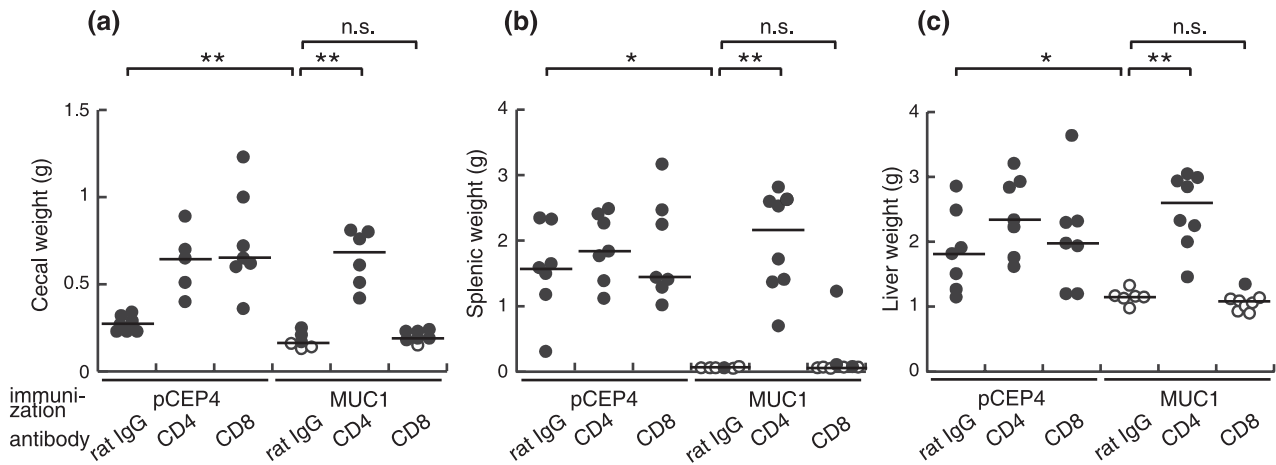 (a)
(b)
(c)
n.s.
n.s.
n.s.
** **
* **
* **
Cecal weight (g)
1.5
1
0.5
0
Splenic weight (g)
4
3
2
1
0
Liver weight (g)
4
3
2
1
0
immuni-
zation
pCEP4 MUC1
pCEP4 MUC1
pCEP4 MUC1
antibody
rat IgG CD4 CD8 rat IgG CD4 CD8
rat IgG CD4 CD8 rat IgG CD4 CD8
rat IgG CD4 CD8 rat IgG CD4 CD8